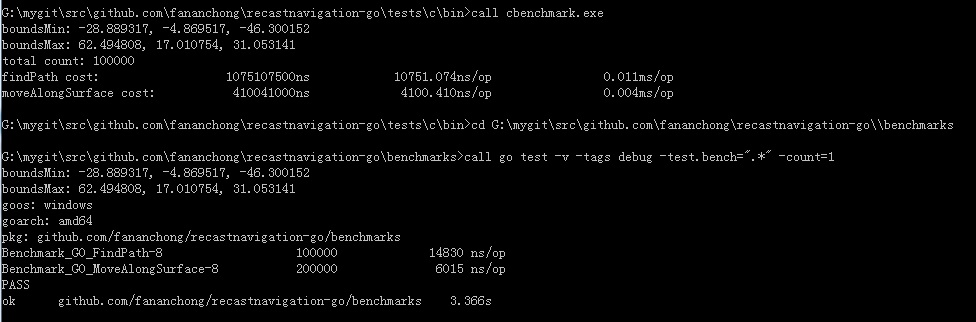 G:\mygit\src\github.com\fananchong\recastnavigation-go\tests\c\bin>call cbenchmark.exe
boundsMin: -28.889317, -4.869517, -46.300152
boundsMax: 62.494808, 17.010754, 31.053141
total count: 100000
findPath cost: 1075107500ns 10751.074ns/op 0.011ms/op
moveAlongSurface cost: 410041000ns 4100.410ns/op 0.004ms/op
G:\mygit\src\github.com\fananchong\recastnavigation-go\tests\c\bin>cd G:\mygit\src\github.com\fananchong\recastnavigation-go\\benchmarks
G:\mygit\src\github.com\fananchong\recastnavigation-go\benchmarks>call go test -v -tags debug -test.bench=".*" -count=1
boundsMin: -28.889317, -4.869517, -46.300152
boundsMax: 62.494808, 17.010754, 31.053141
goos: windows
goarch: amd64
pkg: github.com/fananchong/recastnavigation-go/benchmarks
Benchmark_GO_FindPath-8 100000 14830 ns/op
Benchmark_GO_MoveAlongSurface-8 200000 6015 ns/op
PASS
ok github.com/fananchong/recastnavigation-go/benchmarks 3.366s